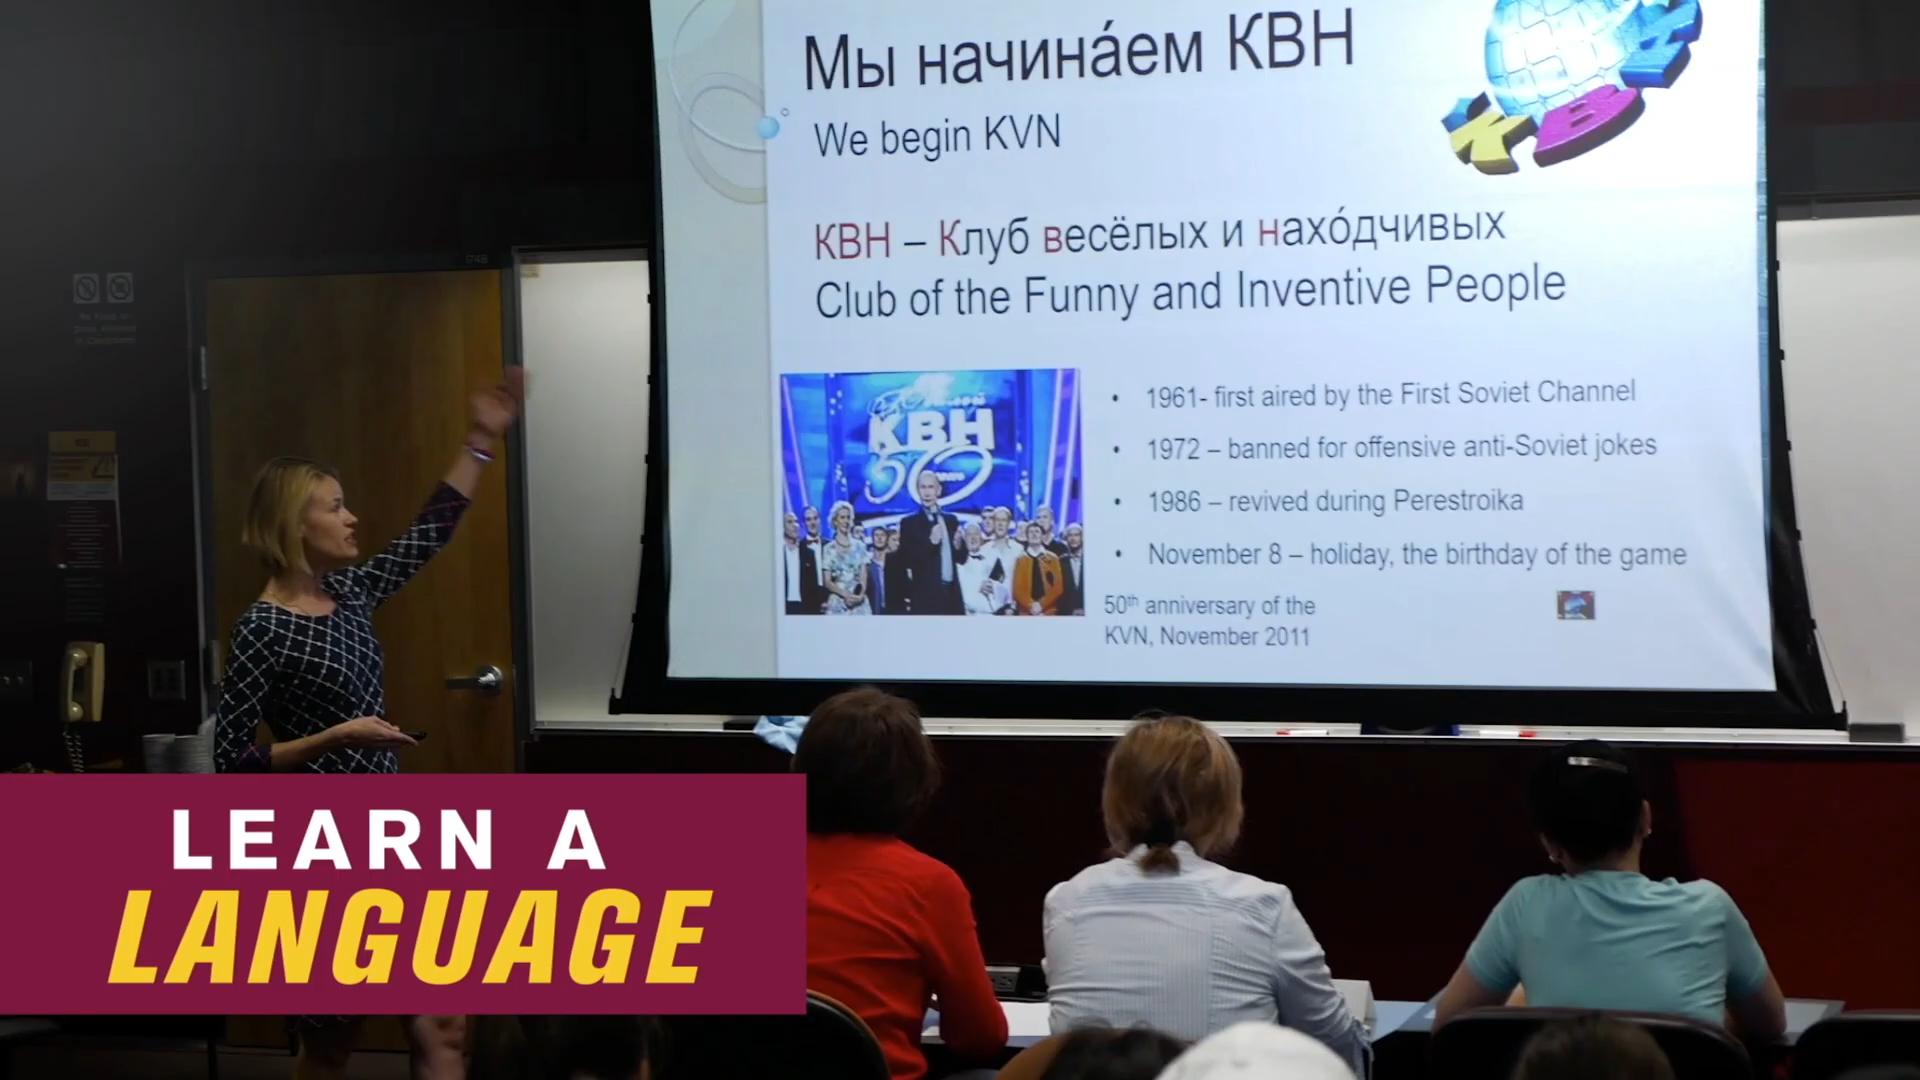 Мы начинáем КВН
We begin KVN
КВН – Клуб весёлых и нахóдчивых
Club of the Funny and Inventive People
КВН
КВН
50
• 1961- first aired by the First Soviet Channel
• 1972 – banned for offensive anti-Soviet jokes
• 1986 – revived during Perestroika
• November 8 – holiday, the birthday of the game
50th anniversary of the
KVN, November 2011
LEARN A
LANGUAGE